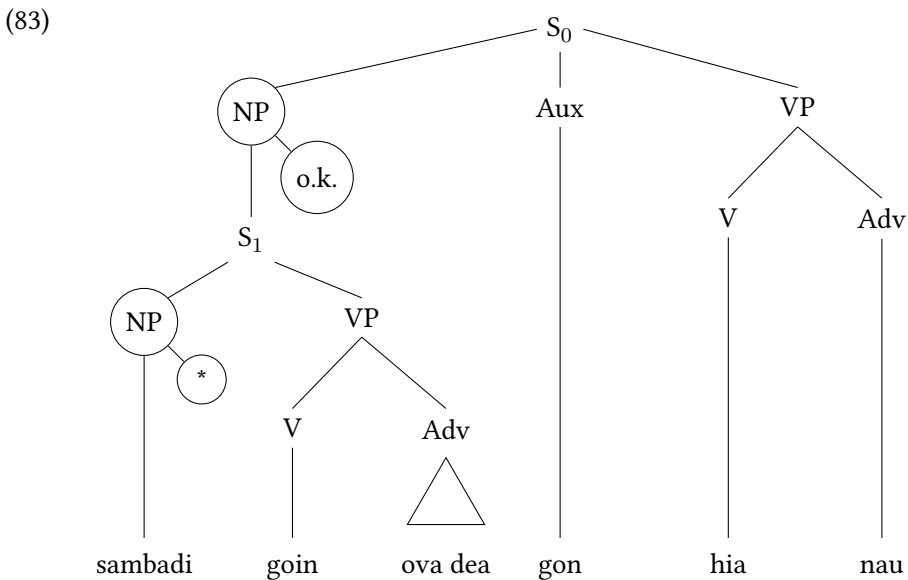 (83)
S₀
NP Aux VP
o.k.
V Adv
S₁
NP VP
*
V Adv
sambadi goin ova dea gon hia nau